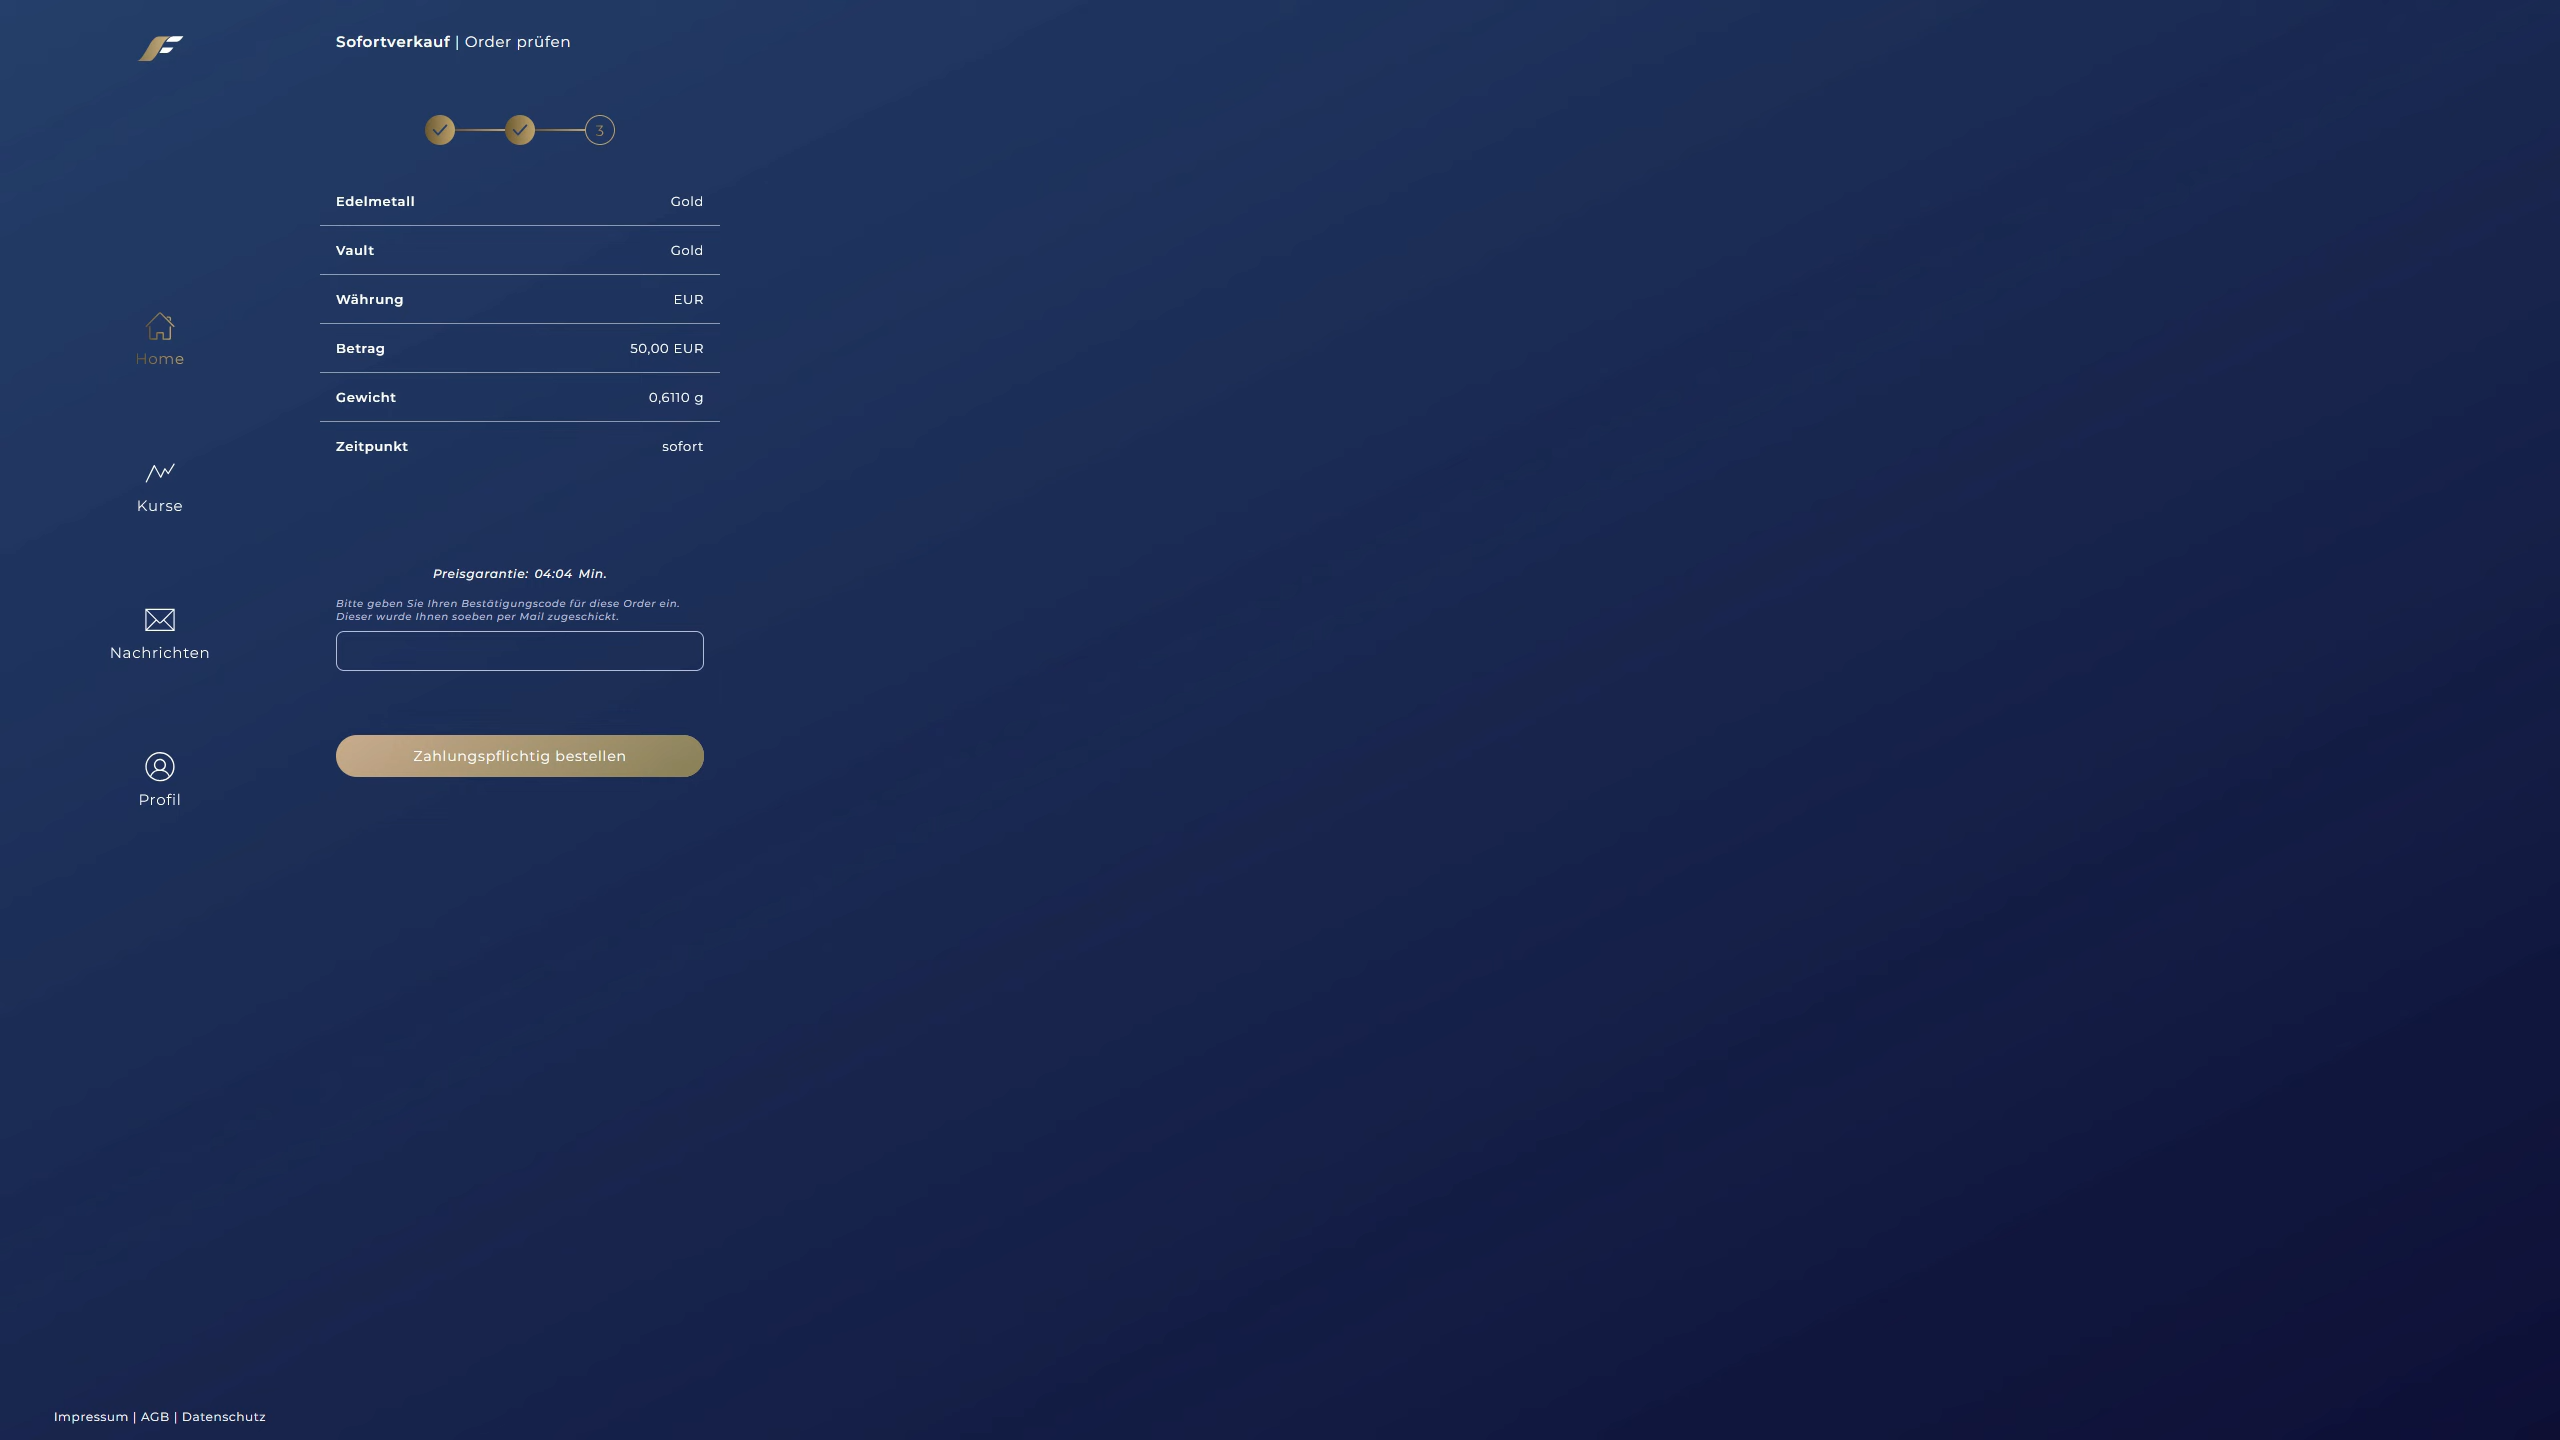 Sofortverkauf | Order prüfen
3
Edelmetall Gold
Vault Gold
Währung EUR
Betrag 50,00 EUR
Gewicht 0,6110 g
Zeitpunkt sofort
Preisgarantie: 04:04 Min.
Bitte geben Sie Ihren Bestätigungscode für diese Order ein.
Dieser wurde Ihnen soeben per Mail zugeschickt.
Zahlungspflichtig bestellen
Home
Kurse
Nachrichten
Profil
Impressum | AGB | Datenschutz